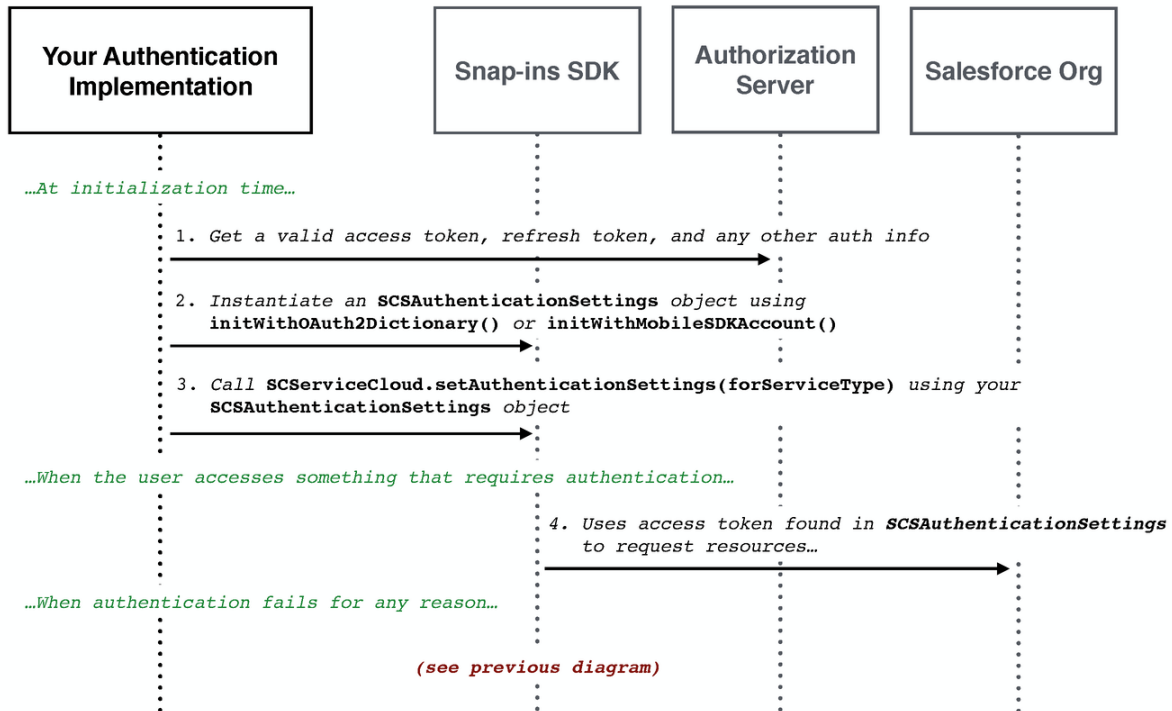 Your Authentication
Implementation
Snap-ins SDK
Authorization
Server
Salesforce Org
…At initialization time…
1. Get a valid access token, refresh token, and any other auth info
2. Instantiate an SCSAuthenticationSettings object using
initWithOAuth2Dictionary() or initWithMobileSDKAccount()
3. Call SCServiceCloud.setAuthenticationSettings(forServiceType) using your
SCSAuthenticationSettings object
…When the user accesses something that requires authentication…
4. Uses access token found in SCSAuthenticationSettings
to request resources…
…When authentication fails for any reason…
(see previous diagram)